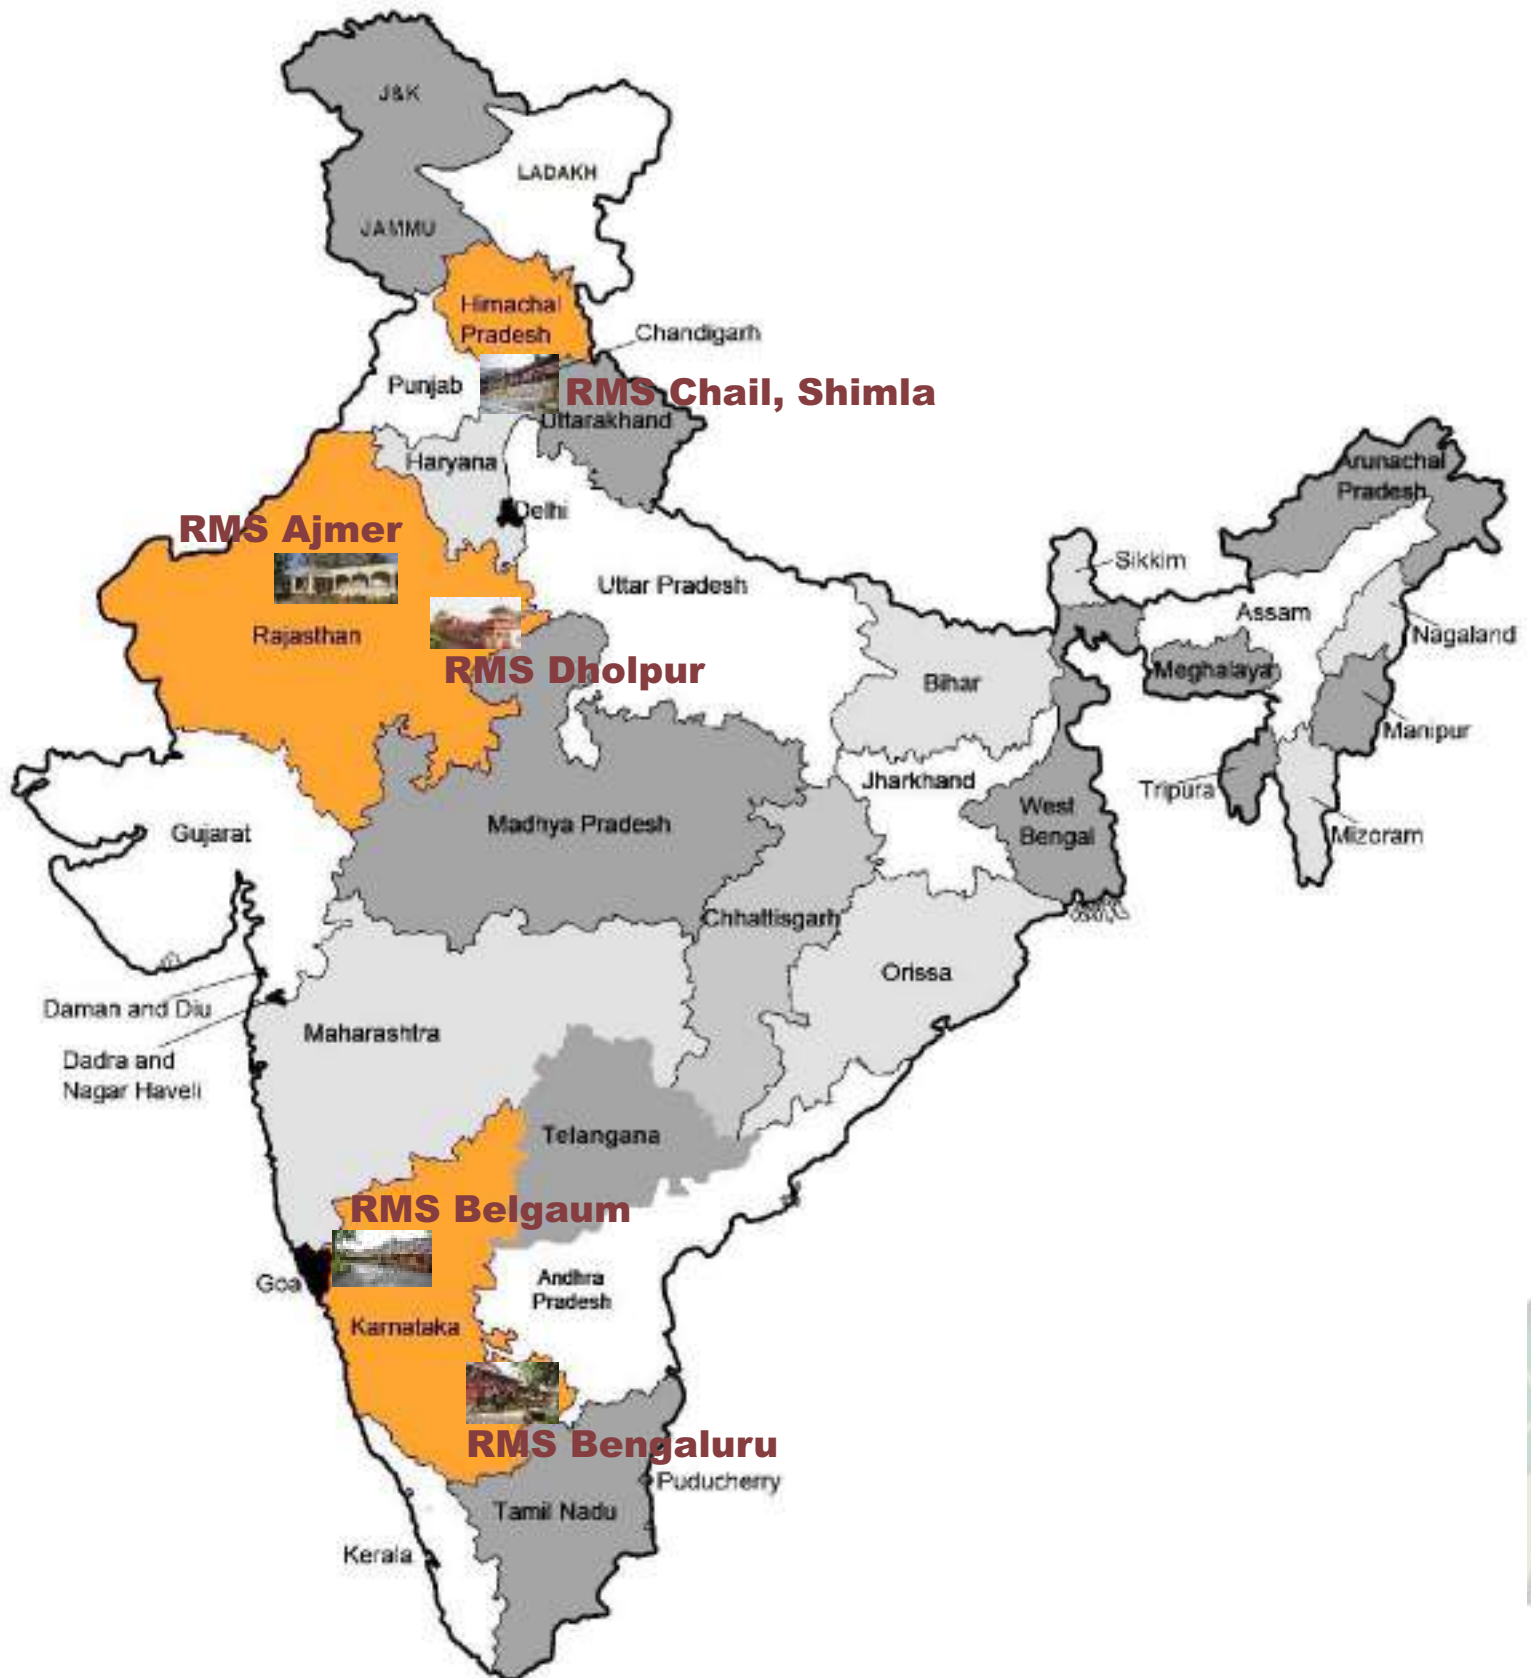 J&K
LADAKH
JAMMU
Himachal
Pradesh
Chandigarh
Punjab
RMS Chail, Shimla
Uttarakhand
Haryana
Delhi
RMS Ajmer
Rajasthan
Uttar Pradesh
RMS Dholpur
Arunachal
Pradesh
Sikkim
Assam
Nagaland
Meghalaya
Manipur
Bihar
Jharkhand
West
Bengal
Tripura
Mizoram
Gujarat
Madhya Pradesh
Chhattisgarh
Orissa
Daman and Diu
Dadra and
Nagar Haveli
Maharashtra
Telangana
RMS Belgaum
Goa
Andhra
Pradesh
Karnataka
RMS Bengaluru
Puducherry
Tamil Nadu
Kerala